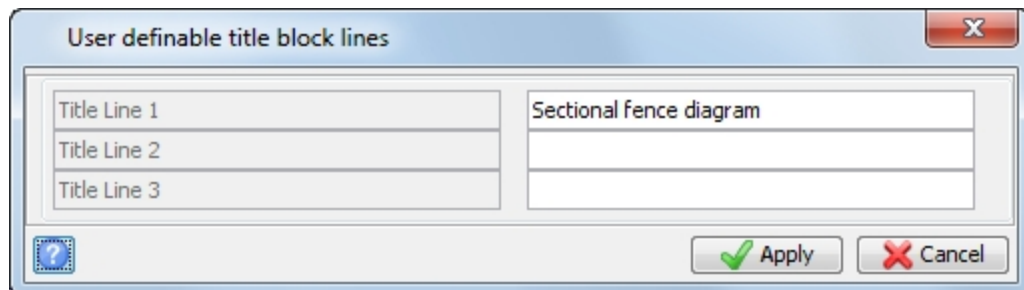 User definable title block lines
Title Line 1 Sectional fence diagram
Title Line 2
Title Line 3
? Apply Cancel